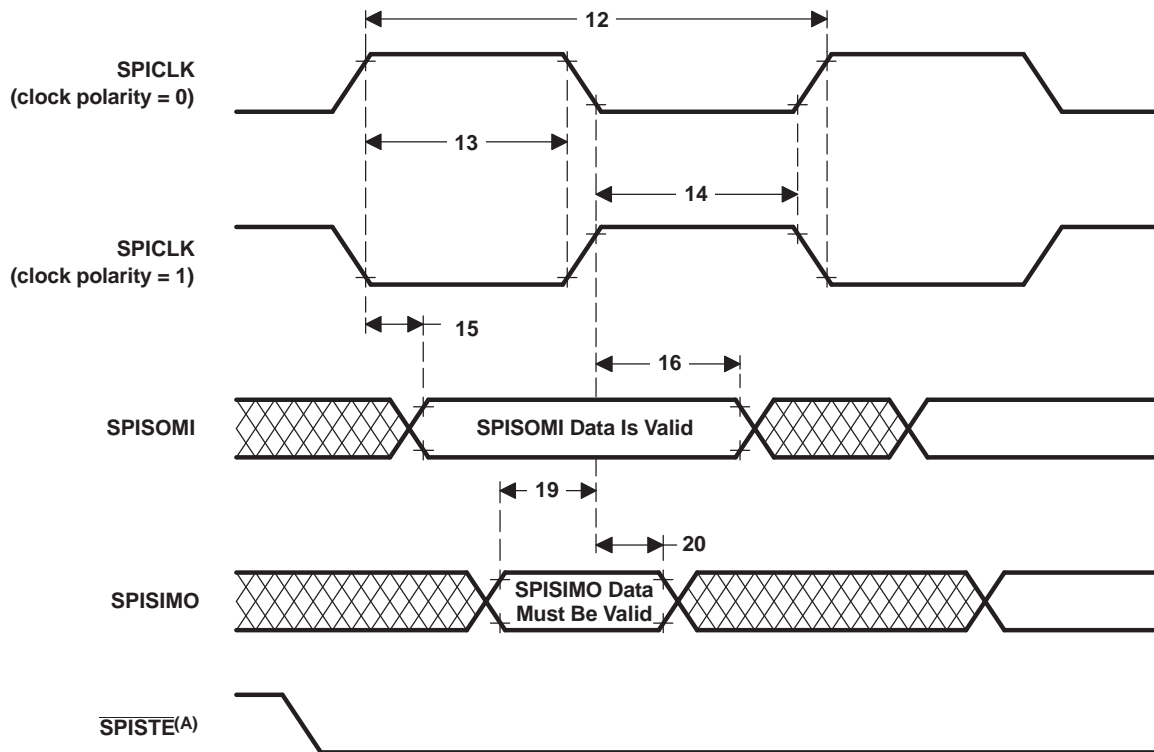 12
SPICLK
(clock polarity = 0)
13
14
SPICLK
(clock polarity = 1)
15
16
SPISOMI
SPISOMI Data Is Valid
19
20
SPISIMO
SPISIMO Data
Must Be Valid
SPISTE(A)